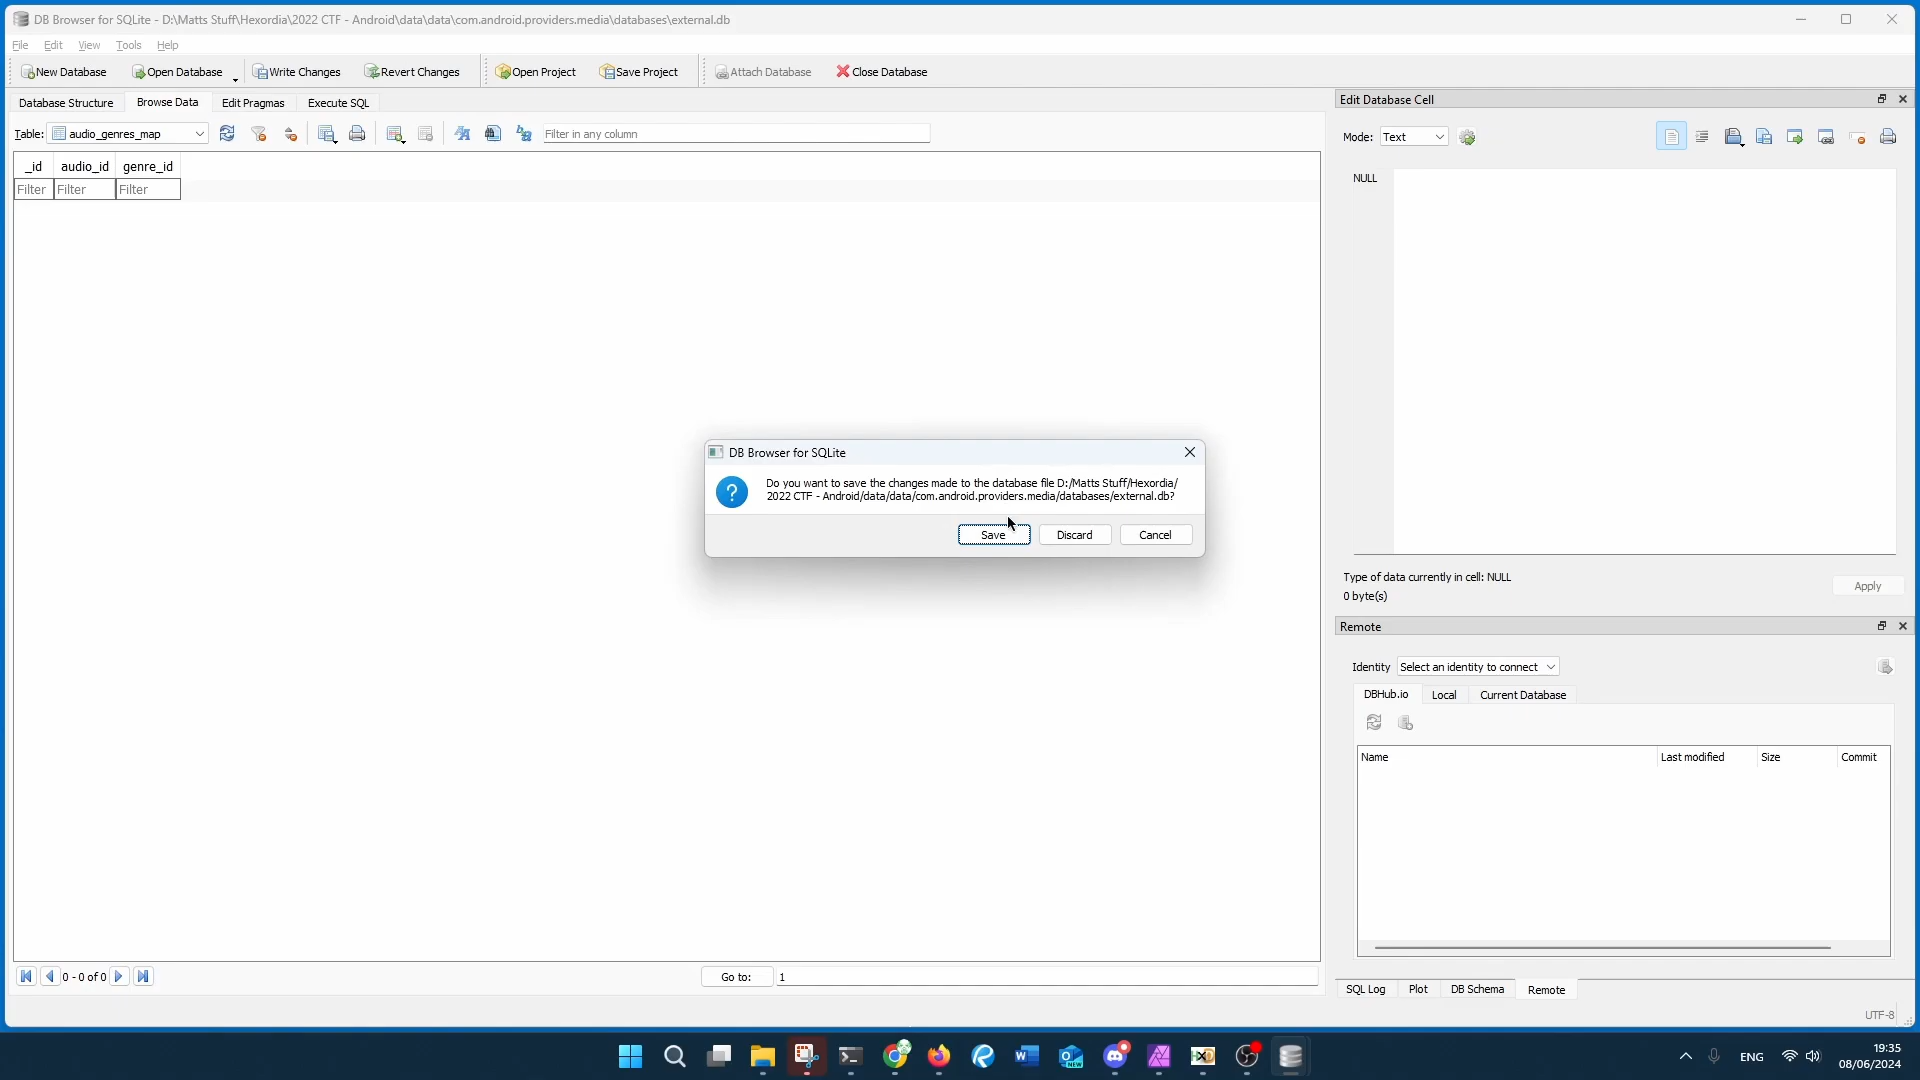 DB Browser for SQLite - D:\Matts Stuff\Hexordia\2022 CTF - Android\data\data\com.android.providers.media\databases\external.db
File Edit View Tools Help
New Database Open Database Write Changes Revert Changes Open Project Save Project Attach Database Close Database
Database Structure Browse Data Edit Pragmas Execute SQL
Table: audio_genres_map Filter in any column
_id audio_id genre_id
Filter Filter Filter
DB Browser for SQLite
Do you want to save the changes made to the database file D:/Matts Stuff/Hexordia/
2022 CTF - Android/data/data/com.android.providers.media/databases/external.db?
Save Discard Cancel
0 - 0 of 0 Go to: 1
Edit Database Cell
Mode: Text
NULL
Type of data currently in cell: NULL
0 byte(s)
Apply
Remote
Identity Select an identity to connect
DBHub.io Local Current Database
Name Last modified Size Commit
SQL Log Plot DB Schema Remote
UTF-8
ENG
19:35
08/06/2024